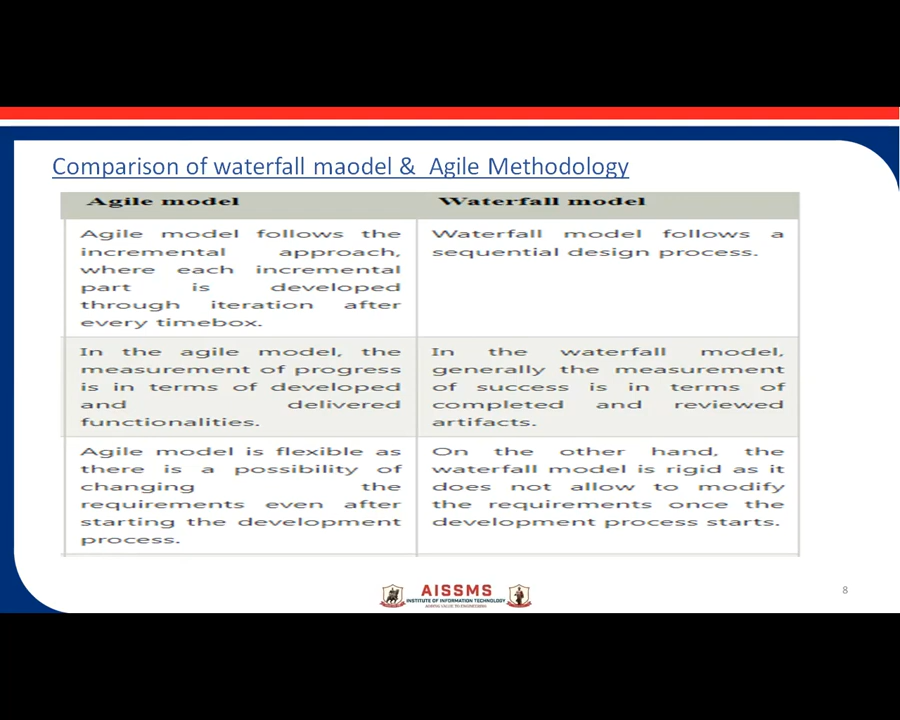 Comparison of waterfall maodel & Agile Methodology
Agile model
Waterfall model
Agile model follows the
incremental approach,
where each incremental
part is developed
through iteration after
every timebox.
Waterfall model follows a
sequential design process.
In the agile model, the
measurement of progress
is in terms of developed
and delivered
functionalities.
In the waterfall model,
generally the measurement
of success is in terms of
completed and reviewed
artifacts.
Agile model is flexible as
there is a possibility of
changing the
requirements even after
starting the development
process.
On the other hand, the
waterfall model is rigid as it
does not allow to modify
the requirements once the
development process starts.
AISSMS
INSTITUTE OF INFORMATION TECHNOLOGY
ADDING VALUE TO ENGINEERING
8